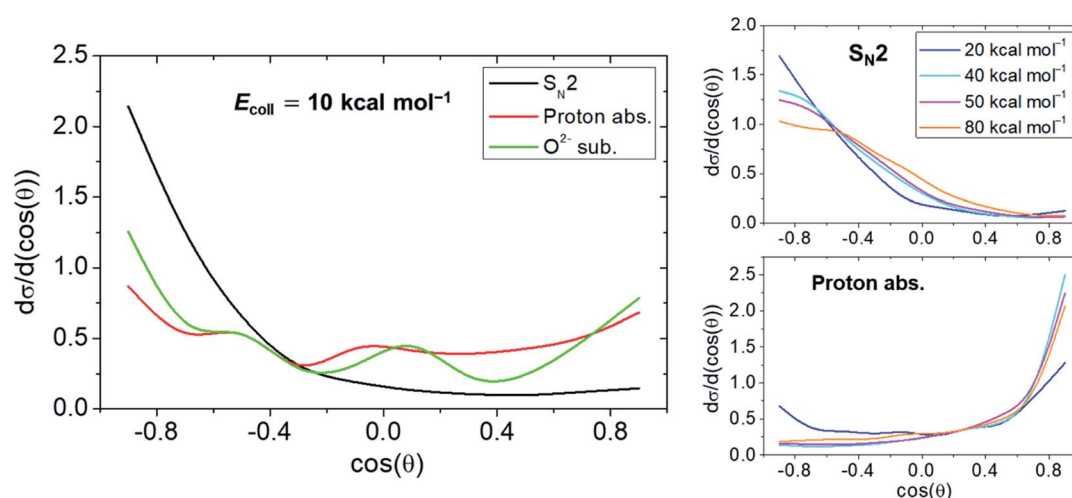 2.5
2.0
1.5
1.0
0.5
0.0
dσ/d(cos(θ))
E_coll = 10 kcal mol⁻¹
S_N2
Proton abs.
O²⁻ sub.
-0.8 -0.4 0.0 0.4 0.8
cos(θ)
2.0
1.5
1.0
0.5
0.0
dσ/d(cos(θ))
S_N2
20 kcal mol⁻¹
40 kcal mol⁻¹
50 kcal mol⁻¹
80 kcal mol⁻¹
-0.8 -0.4 0.0 0.4 0.8
2.5
2.0
1.5
1.0
0.5
0.0
dσ/d(cos(θ))
Proton abs.
-0.8 -0.4 0.0 0.4 0.8
cos(θ)